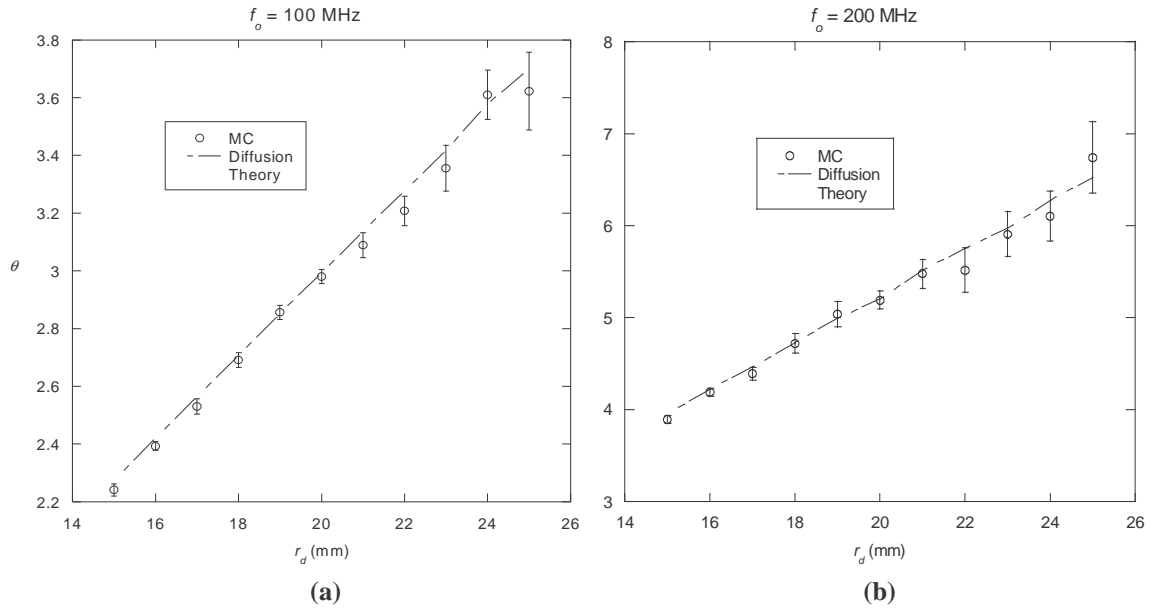 f_o = 100 MHz
3.8
3.6
3.4
3.2
3
2.8
2.6
2.4
2.2
θ
MC
Diffusion
Theory
14 16 18 20 22 24 26
r_d (mm)
(a)
f_o = 200 MHz
8
7
6
5
4
3
MC
Diffusion
Theory
14 16 18 20 22 24 26
r_d (mm)
(b)